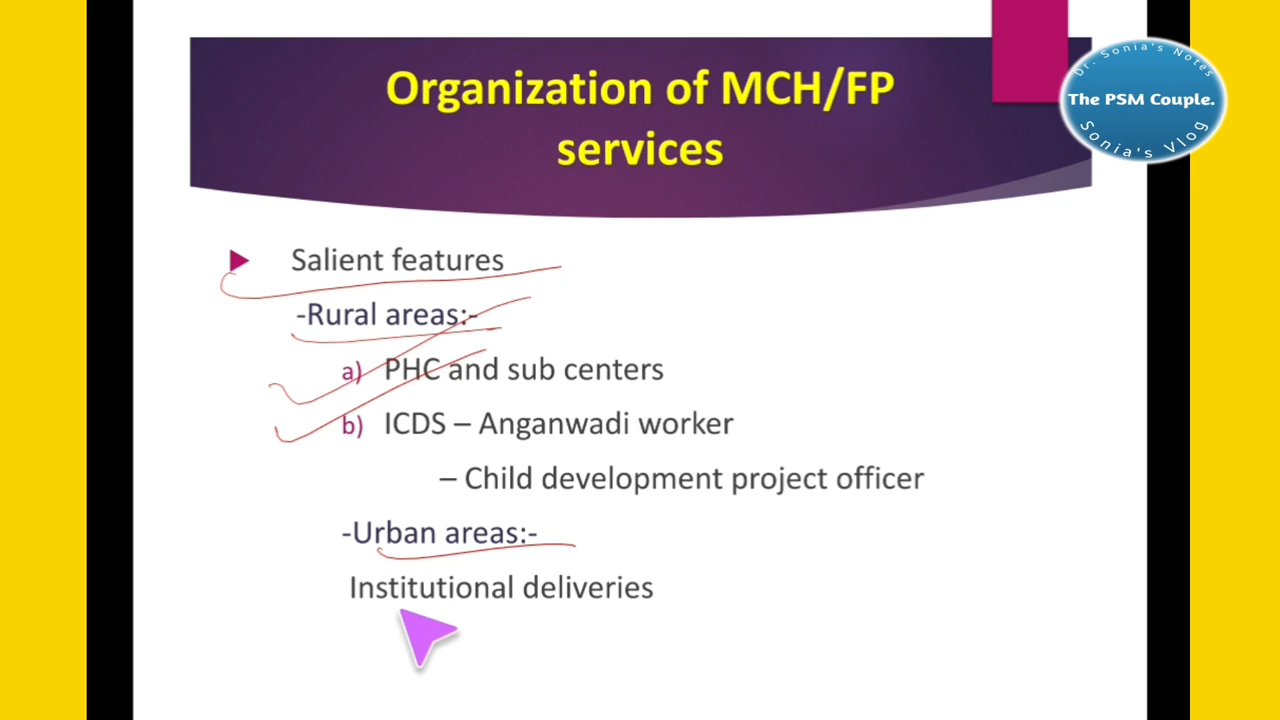 Organization of MCH/FP
services
Dr. Sonia's Notes
The PSM Couple.
Sonia's Vlog
Salient features
-Rural areas:-
a) PHC and sub centers
b) ICDS – Anganwadi worker
– Child development project officer
-Urban areas:-
Institutional deliveries